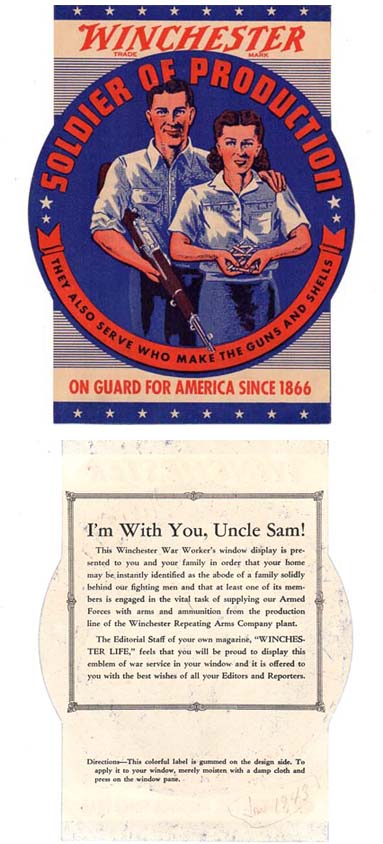 WINCHESTER
TRADE MARK
SOLDIER OF PRODUCTION
THEY ALSO SERVE WHO MAKE THE GUNS AND SHELLS
ON GUARD FOR AMERICA SINCE 1866
I'm With You, Uncle Sam!
This Winchester War Worker's window display is pre-
sented to you and your family in order that your home
may be instantly identified as the abode of a family solidly
behind our fighting men and that at least one of its mem-
bers is engaged in the vital task of supplying our Armed
Forces with arms and ammunition from the production
line of the Winchester Repeating Arms Company plant.
The Editorial Staff of your own magazine, "WINCHES-
TER LIFE," feels that you will be proud to display this
emblem of war service in your window and it is offered to
you with the best wishes of all your Editors and Reporters.
Directions—This colorful label is gummed on the design side. To
apply it to your window, merely moisten with a damp cloth and
press on the window pane.
Jan 1943